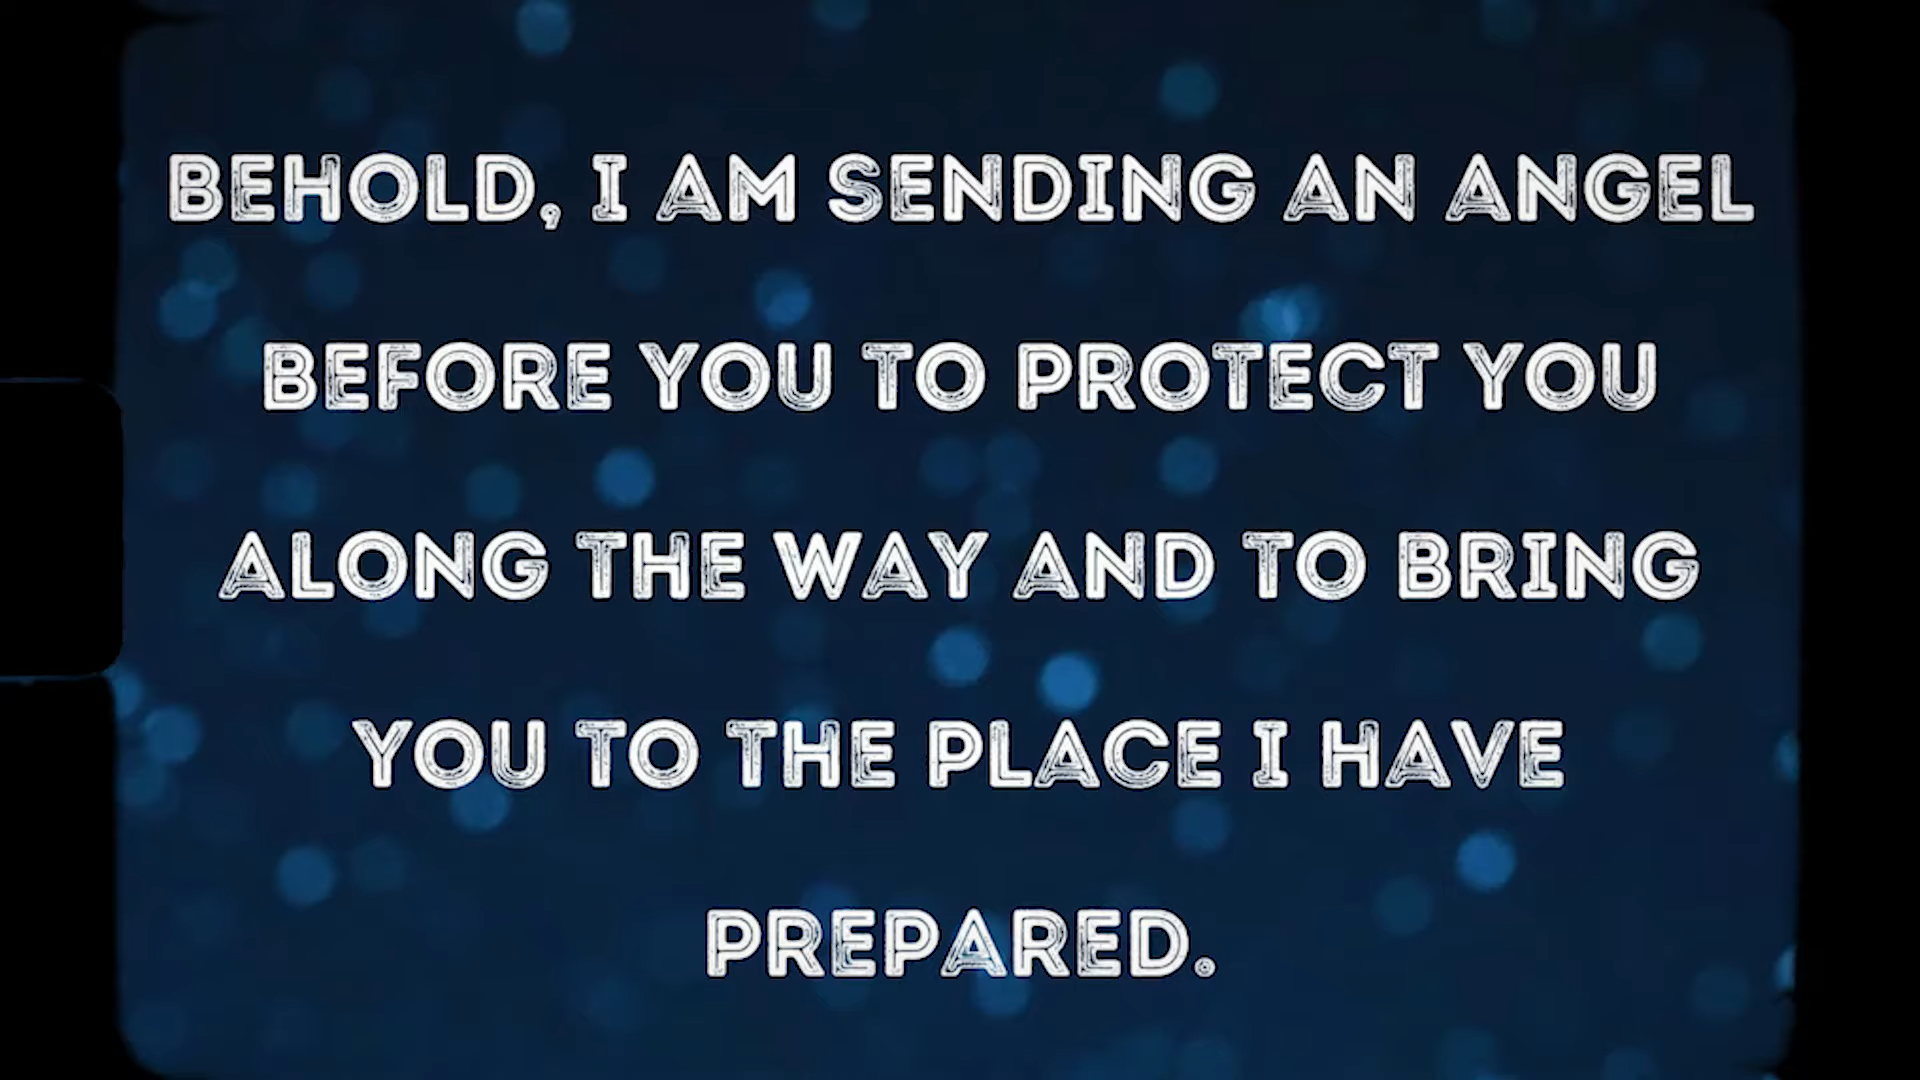 BEHOLD, I AM SENDING AN ANGEL
BEFORE YOU TO PROTECT YOU
ALONG THE WAY AND TO BRING
YOU TO THE PLACE I HAVE
PREPARED.